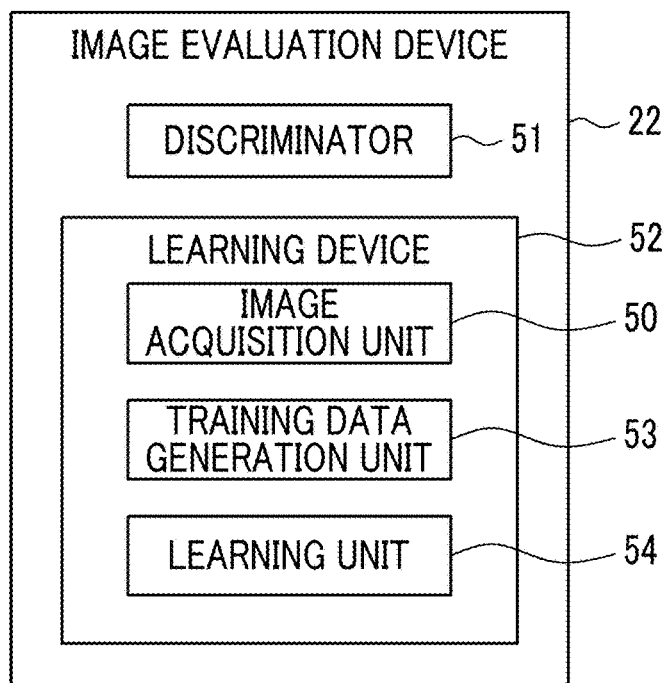 IMAGE EVALUATION DEVICE
22
DISCRIMINATOR
51
LEARNING DEVICE
52
IMAGE
ACQUISITION UNIT
50
TRAINING DATA
GENERATION UNIT
53
LEARNING UNIT
54